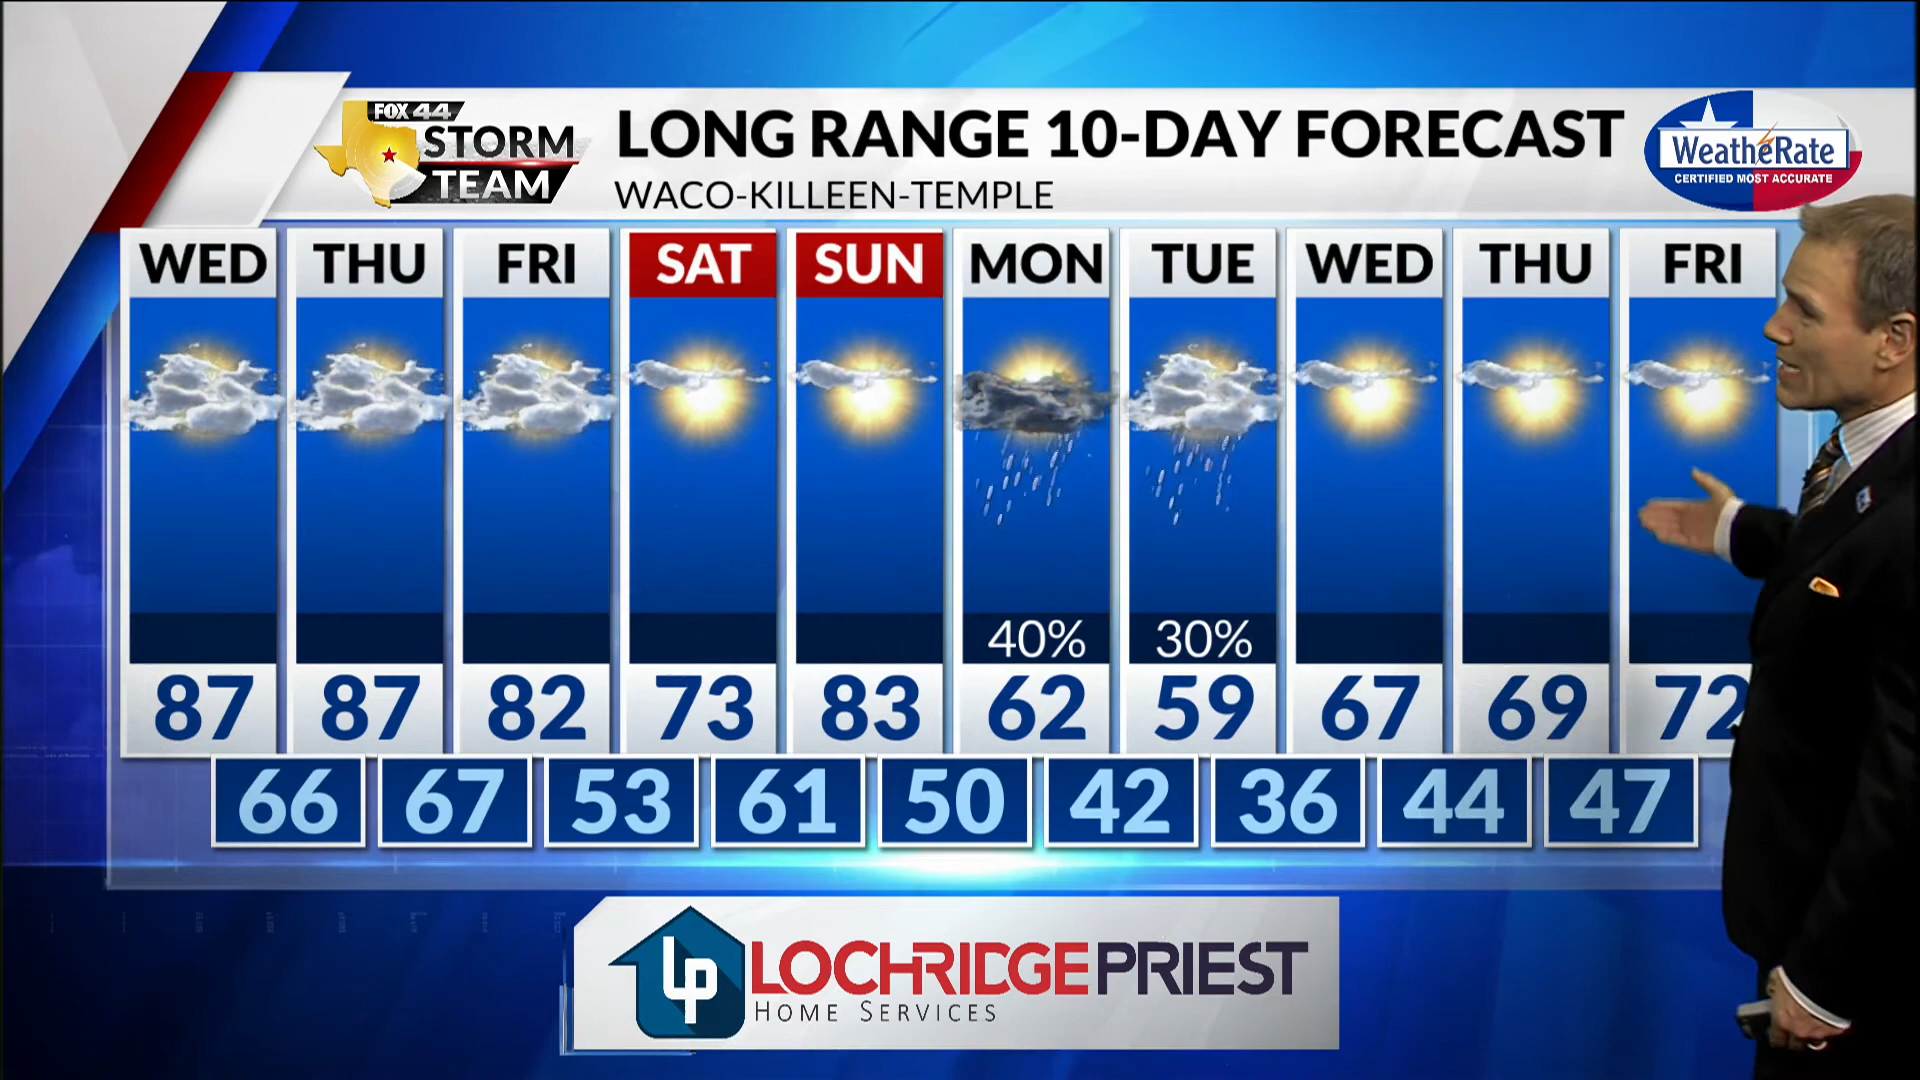 FOX 44
STORM
TEAM
LONG RANGE 10-DAY FORECAST
WACO-KILLEEN-TEMPLE
WeatheRate
CERTIFIED MOST ACCURATE
WED THU FRI SAT SUN MON TUE WED THU FRI
40% 30%
87 87 82 73 83 62 59 67 69 72
66 67 53 61 50 42 36 44 47
LP
LOCHRIDGEPRIEST
HOME SERVICES